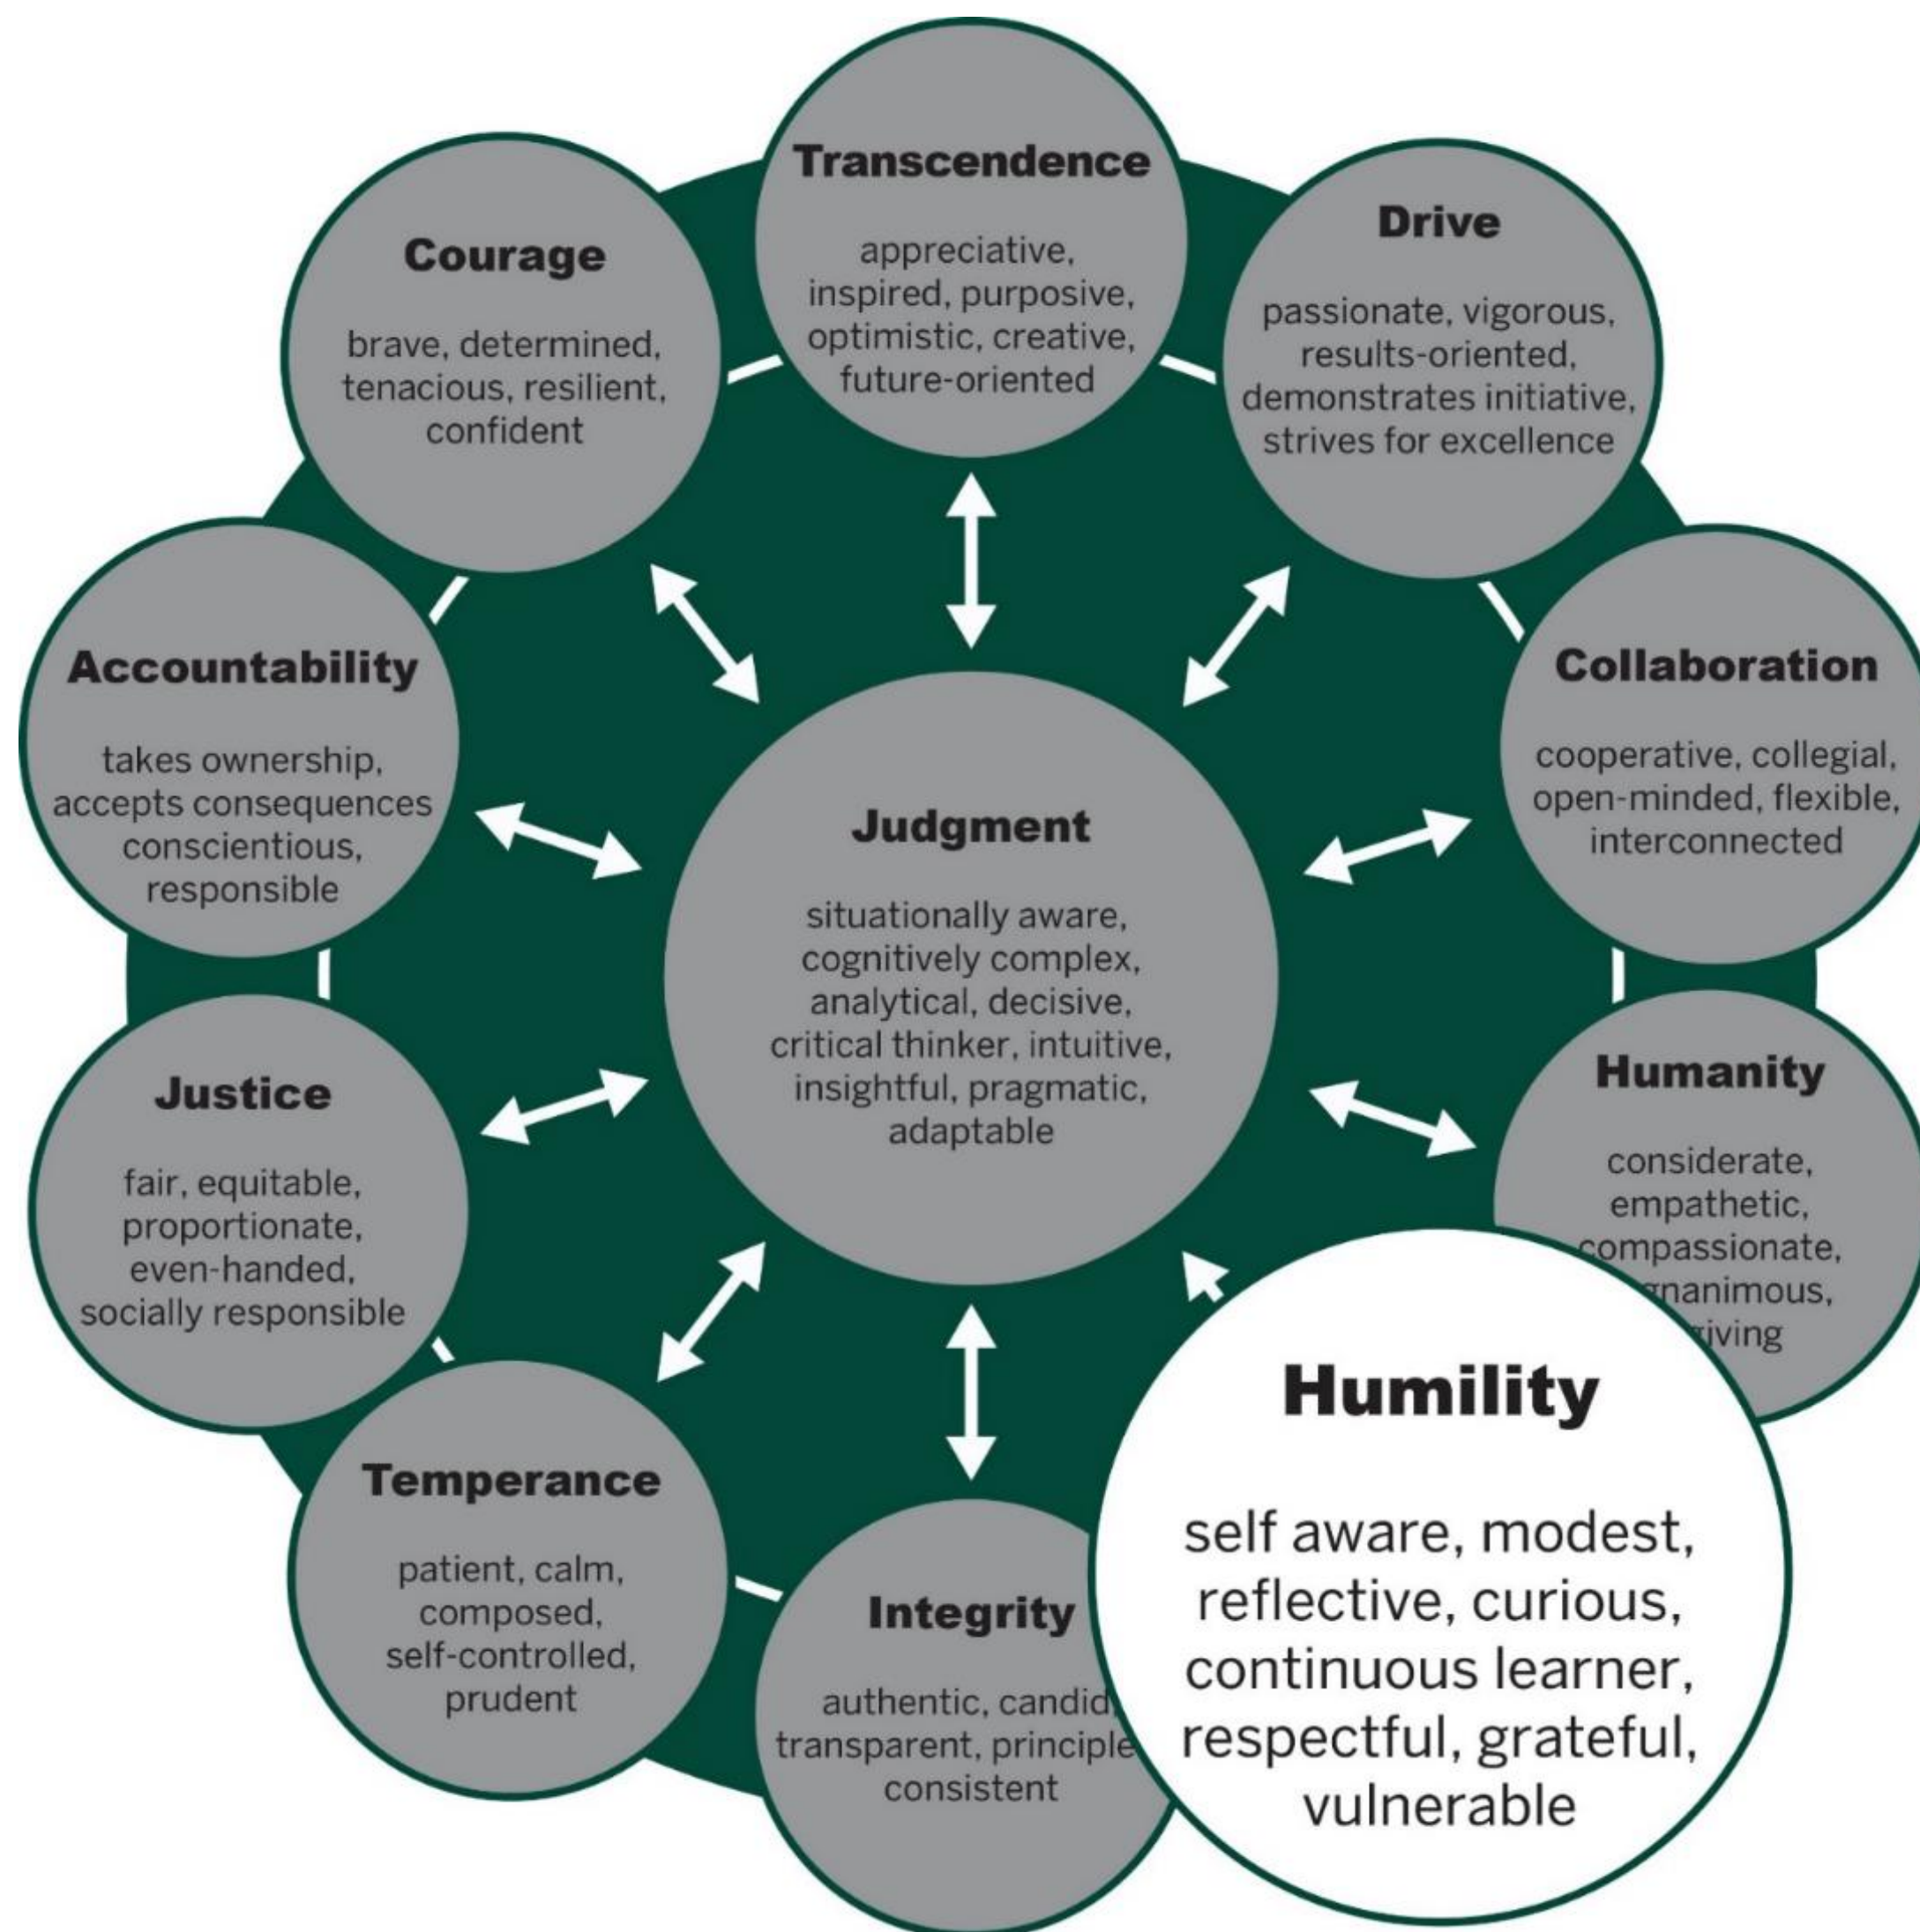 Transcendence
appreciative,
inspired, purposive,
optimistic, creative,
future-oriented
Drive
passionate, vigorous,
results-oriented,
demonstrates initiative,
strives for excellence
Collaboration
cooperative, collegial,
open-minded, flexible,
interconnected
Humanity
considerate,
empathetic,
compassionate,
Humility
self aware, modest,
reflective, curious,
continuous learner,
respectful, grateful,
vulnerable
Integrity
authentic, candid,
transparent,
consistent
Temperance
patient, calm,
composed,
self-controlled,
prudent
Justice
fair, equitable,
proportionate,
even-handed,
socially responsible
Accountability
takes ownership,
accepts consequences
conscientious,
responsible
Courage
brave, determined,
tenacious, resilient,
confident
Judgment
situationally aware,
cognitively complex,
analytical, decisive,
critical thinker, intuitive,
insightful, pragmatic,
adaptable